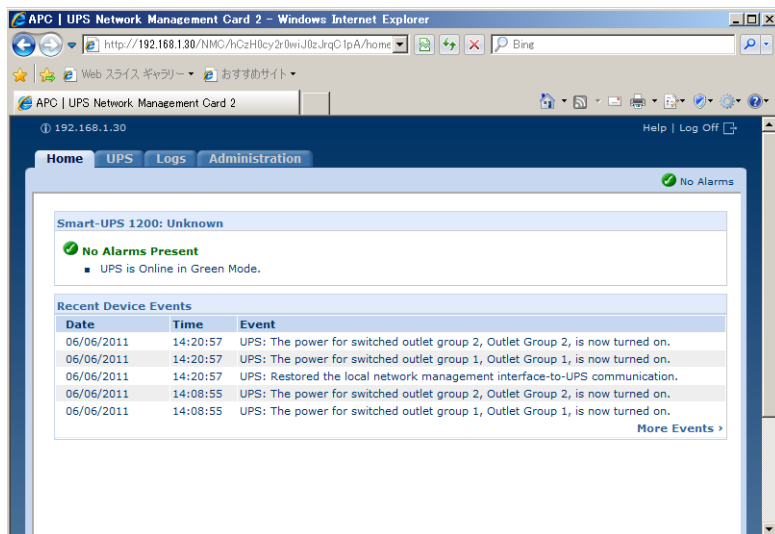 APC | UPS Network Management Card 2 - Windows Internet Explorer
http://192.168.1.30/NMC/hCzH0cy2r0wiJ0zJrqC1pA/home
Bing
Web スライス ギャラリー
おすすめサイト
APC | UPS Network Management Card 2
192.168.1.30
Help | Log Off
Home UPS Logs Administration
No Alarms
Smart-UPS 1200: Unknown
No Alarms Present
UPS is Online in Green Mode.
Recent Device Events
Date Time Event
06/06/2011 14:20:57 UPS: The power for switched outlet group 2, Outlet Group 2, is now turned on.
06/06/2011 14:20:57 UPS: The power for switched outlet group 1, Outlet Group 1, is now turned on.
06/06/2011 14:20:57 UPS: Restored the local network management interface-to-UPS communication.
06/06/2011 14:08:55 UPS: The power for switched outlet group 2, Outlet Group 2, is now turned on.
06/06/2011 14:08:55 UPS: The power for switched outlet group 1, Outlet Group 1, is now turned on.
More Events ›